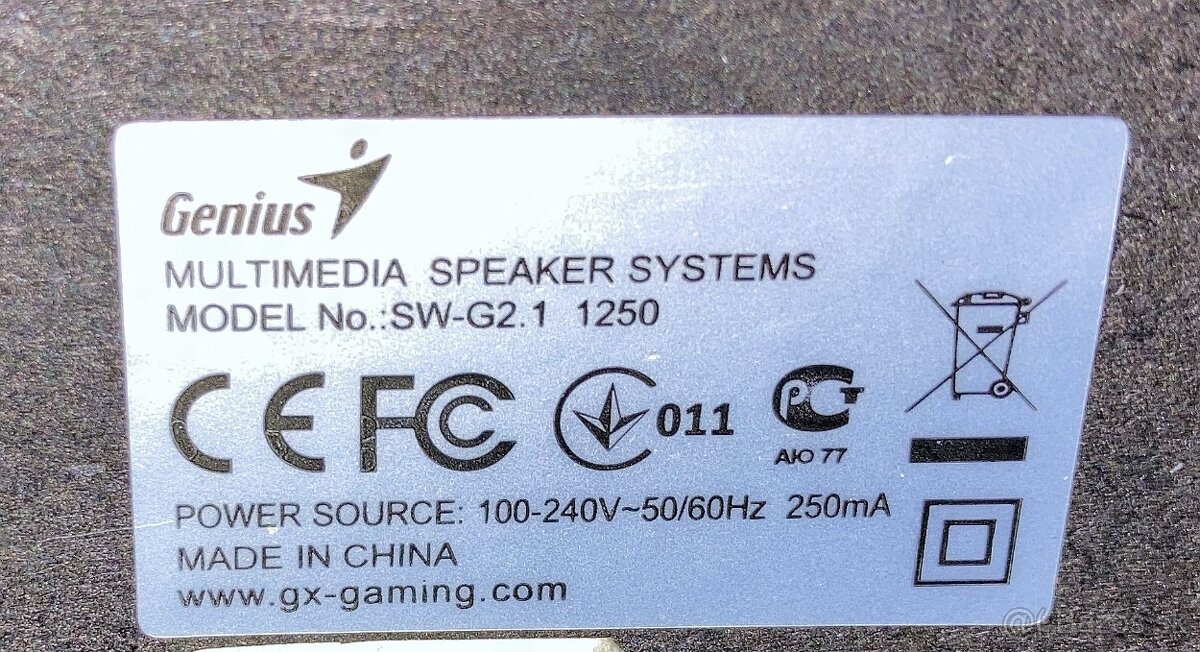 Genius
MULTIMEDIA SPEAKER SYSTEMS
MODEL No.:SW-G2.1 1250
CE FC 011 РСТ
АЮ 77
POWER SOURCE: 100-240V~50/60Hz 250mA
MADE IN CHINA
www.gx-gaming.com